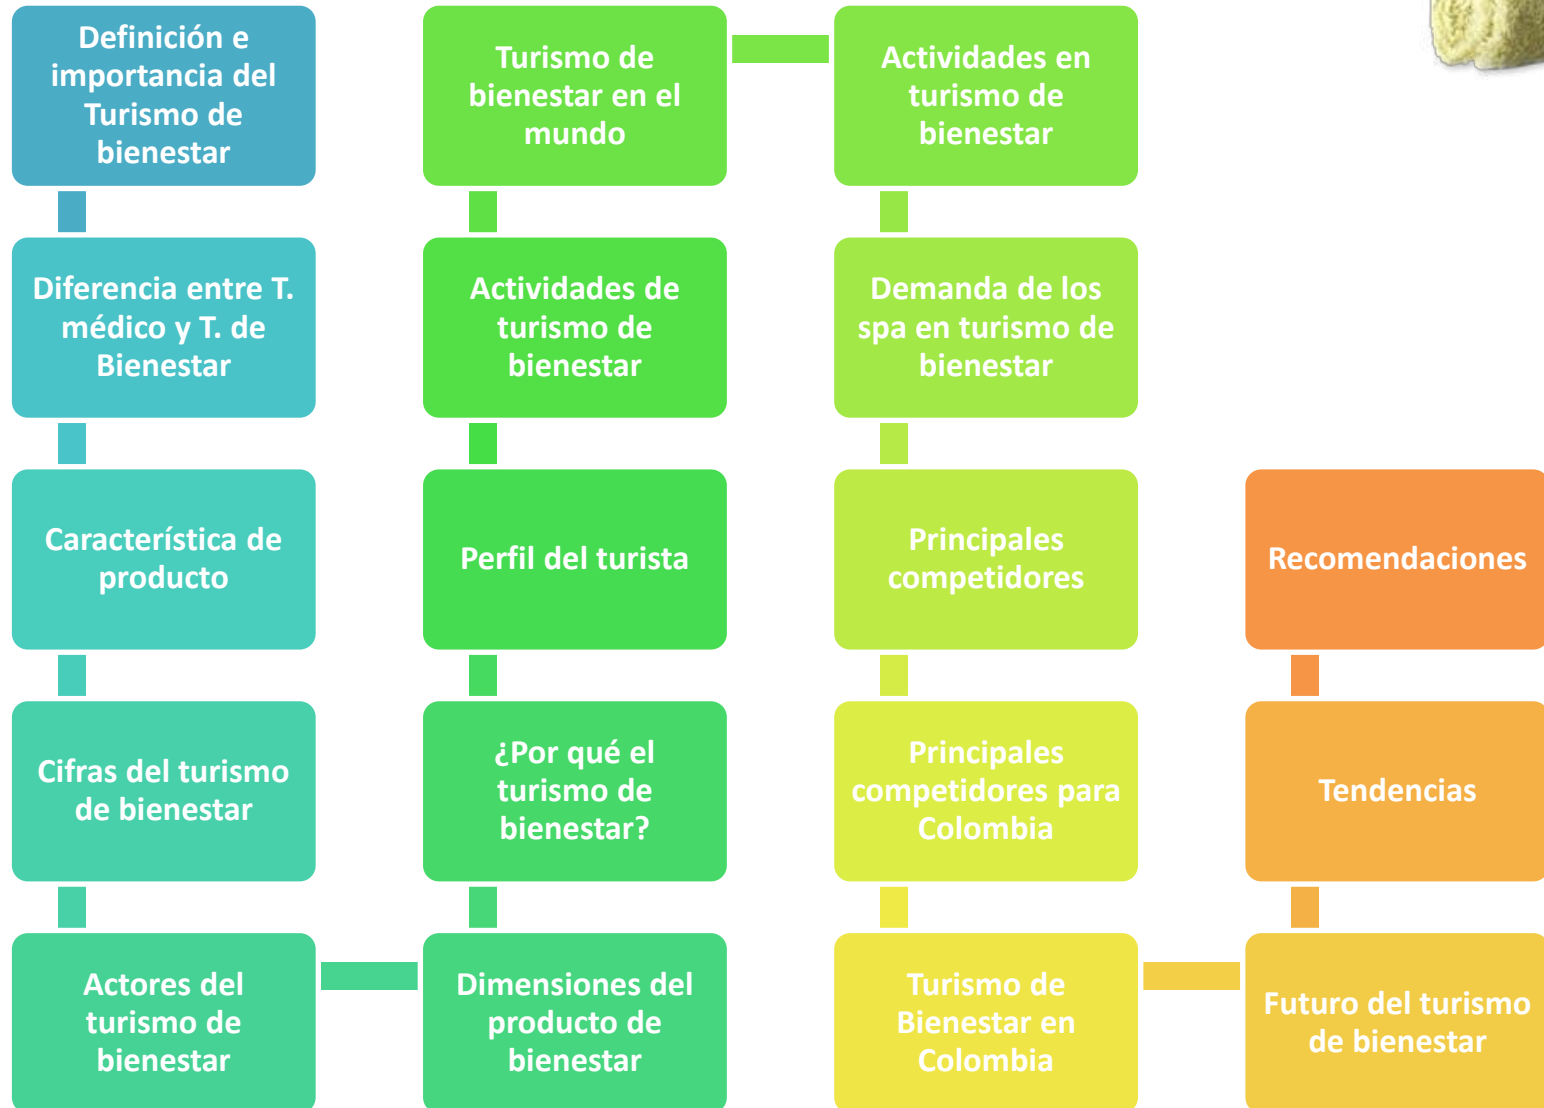 Definición e
importancia del
Turismo de
bienestar
Diferencia entre T.
médico y T. de
Bienestar
Característica de
producto
Cifras del turismo
de bienestar
Actores del
turismo de
bienestar
Dimensiones del
producto de
bienestar
¿Por qué el
turismo de
bienestar?
Perfil del turista
Actividades de
turismo de
bienestar
Turismo de
bienestar en el
mundo
Actividades en
turismo de
bienestar
Demanda de los
spa en turismo de
bienestar
Principales
competidores
Principales
competidores para
Colombia
Turismo de
Bienestar en
Colombia
Futuro del turismo
de bienestar
Tendencias
Recomendaciones